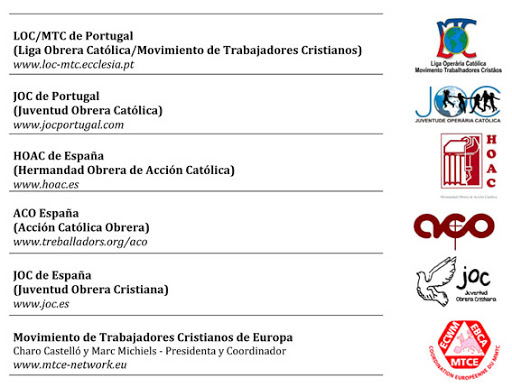 LOC/MTC de Portugal
(Liga Obrera Católica/Movimiento de Trabajadores Cristianos)
www.loc-mtc.ecclesia.pt
LOC
MTC
Liga Operária Católica
Movimento Trabalhadores Cristãos
JOC de Portugal
(Juventud Obrera Católica)
www.jocportugal.com
JOC
JUVENTUDE OPERÁRIA CATÓLICA
HOAC de España
(Hermandad Obrera de Acción Católica)
www.hoac.es
HOAC
Hermandad Obrera de Acción Católica
ACO España
(Acción Católica Obrera)
www.treballadors.org/aco
aco
JOC de España
(Juventud Obrera Cristiana)
www.joc.es
joc
Juventud
Obrera Cristiana
Movimiento de Trabajadores Cristianos de Europa
Charo Castelló y Marc Michiels - Presidenta y Coordinador
www.mtce-network.eu
ECWM
EBCA
MTCE
COORDINATION EUROPÉENNE DU MMTC